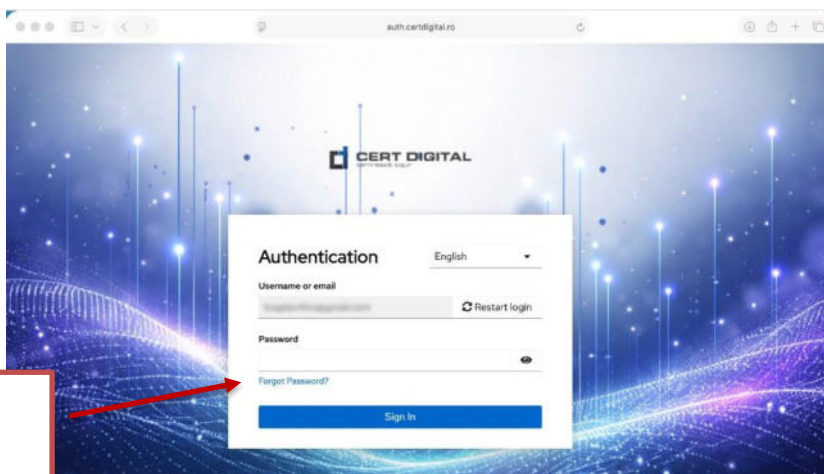 auth.certdigital.ro
CERT DIGITAL
Authentication
English
Username or email
Restart login
Password
Forgot Password?
Sign In